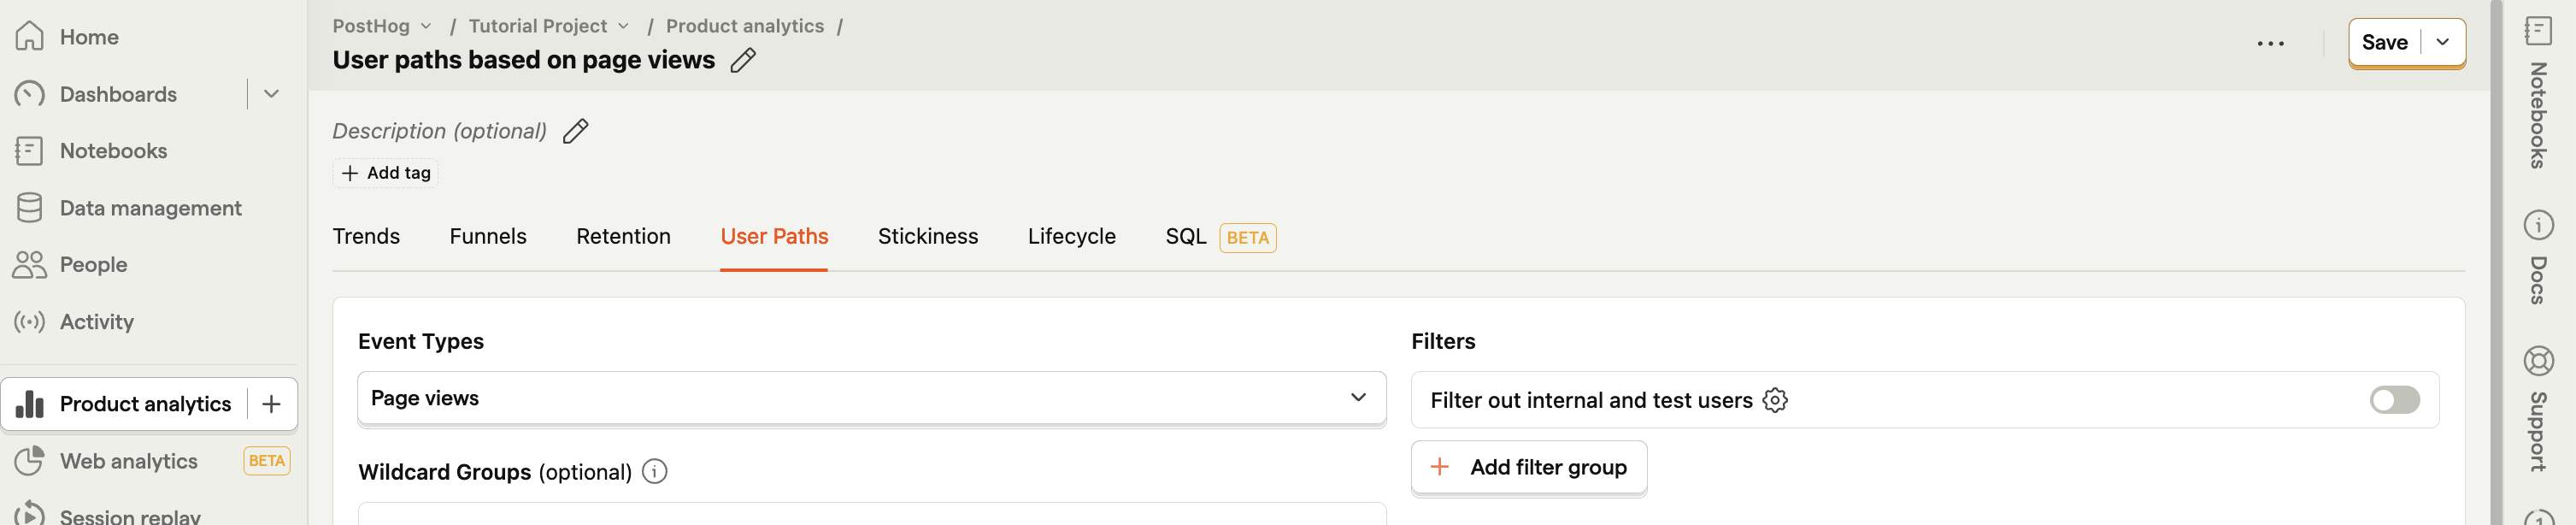 Home
Dashboards
Notebooks
Data management
People
Activity
Product analytics
Web analytics BETA
Session replay
PostHog / Tutorial Project / Product analytics /
User paths based on page views
Save
Description (optional)
Add tag
Trends Funnels Retention User Paths Stickiness Lifecycle SQL BETA
Event Types
Page views
Wildcard Groups (optional)
Filters
Filter out internal and test users
Add filter group
Notebooks
Docs
Support